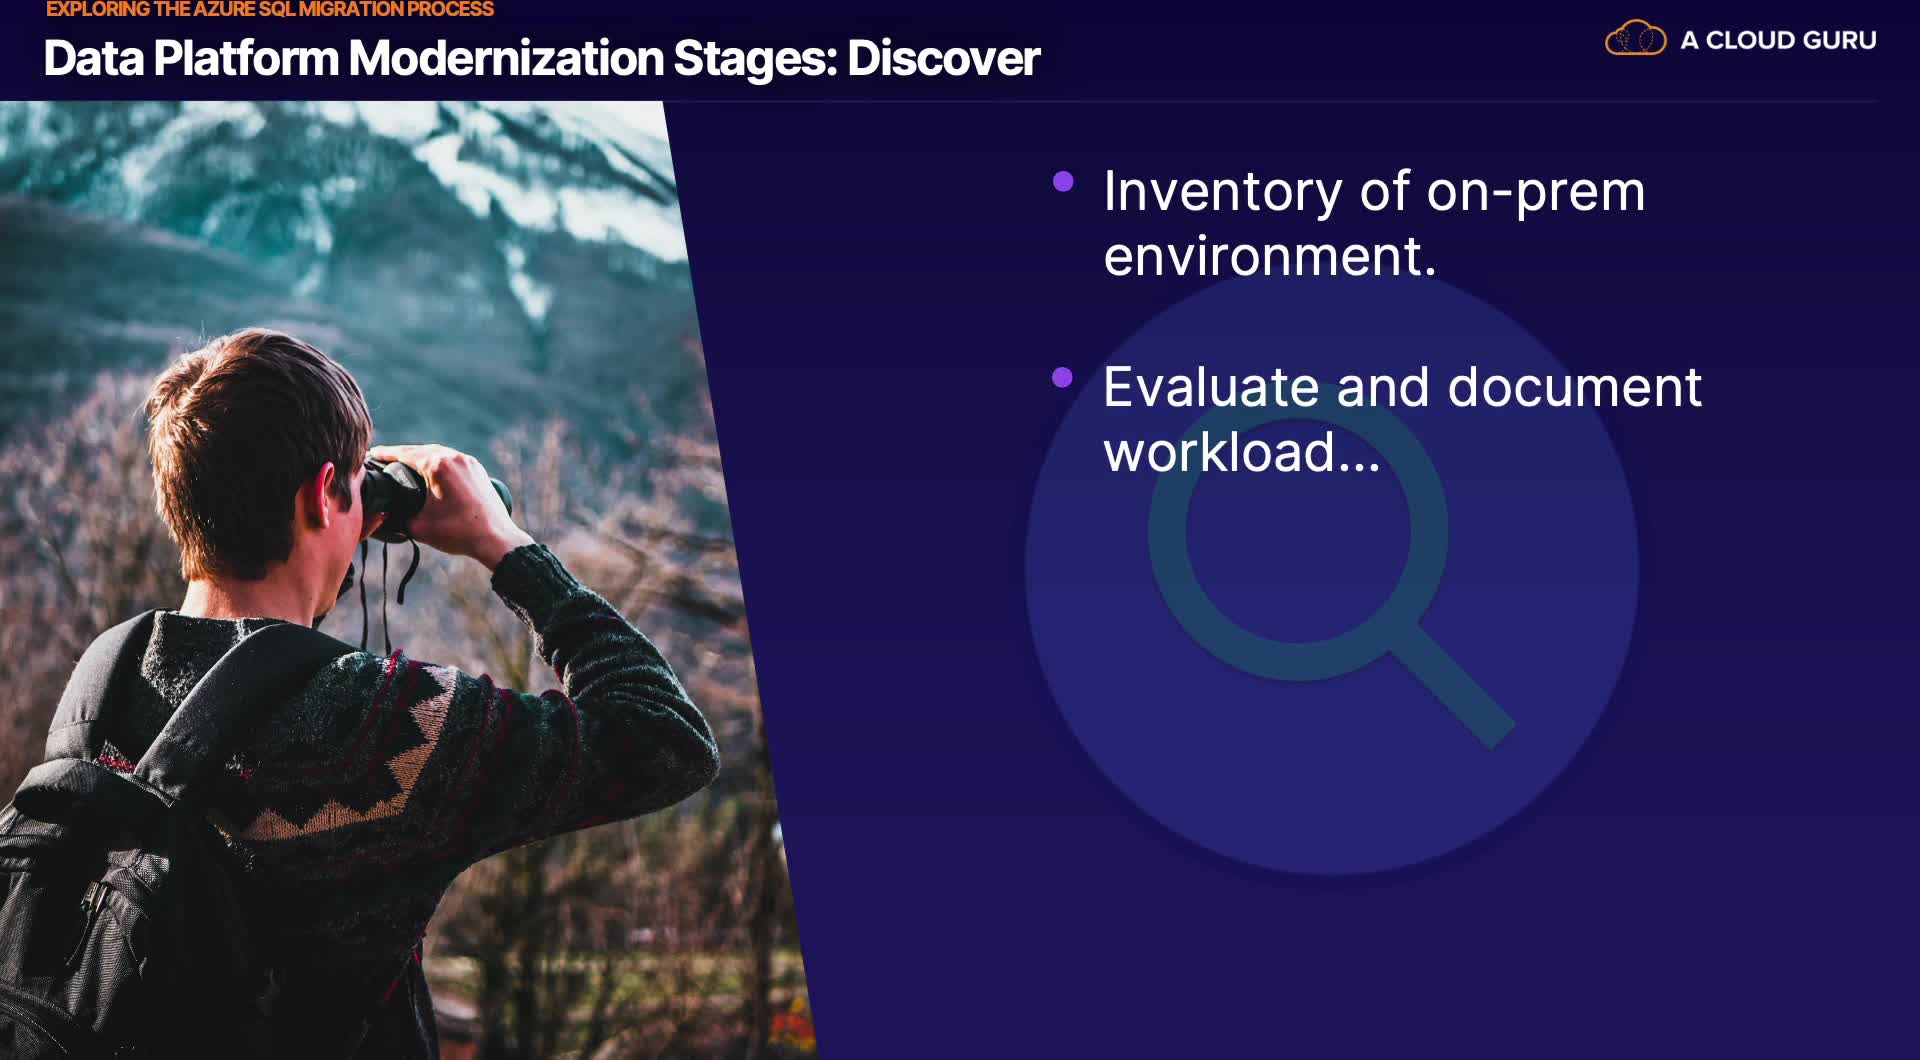 EXPLORING THE AZURE SQL MIGRATION PROCESS
Data Platform Modernization Stages: Discover
A CLOUD GURU
Inventory of on-prem
environment.
Evaluate and document
workload...